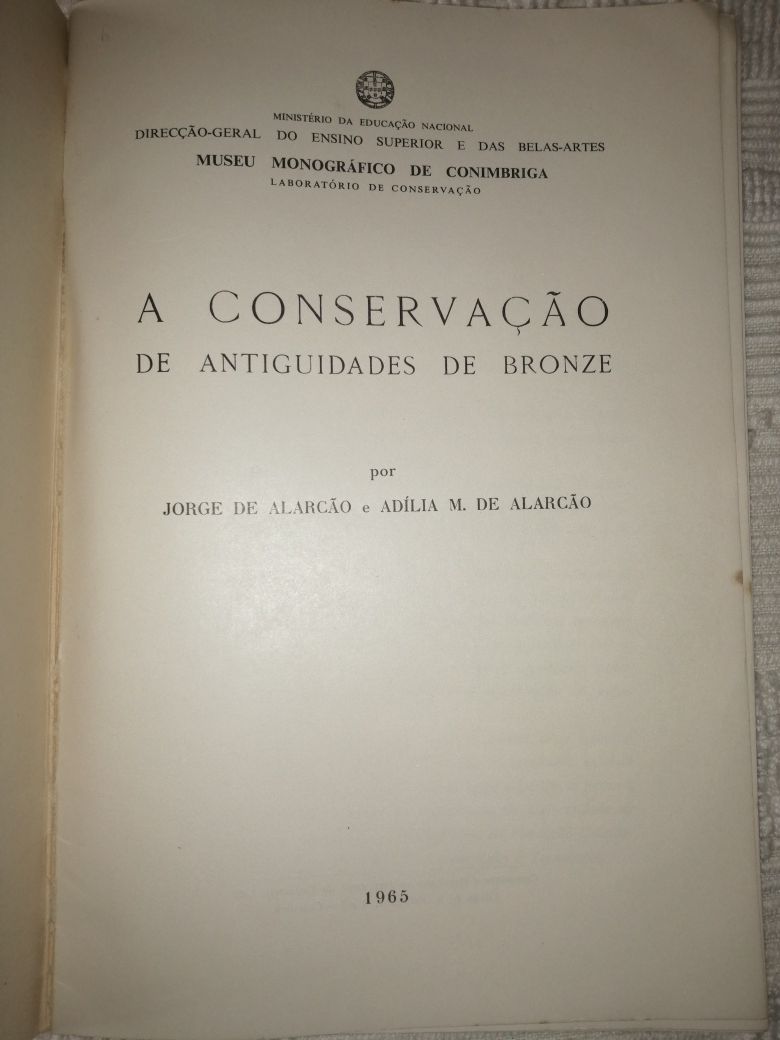 MINISTÉRIO DA EDUCAÇÃO NACIONAL
DIRECÇÃO-GERAL DO ENSINO SUPERIOR E DAS BELAS-ARTES
MUSEU MONOGRÁFICO DE CONIMBRIGA
LABORATÓRIO DE CONSERVAÇÃO
A CONSERVAÇÃO
DE ANTIGUIDADES DE BRONZE
por
JORGE DE ALARCÃO e ADÍLIA M. DE ALARCÃO
1965